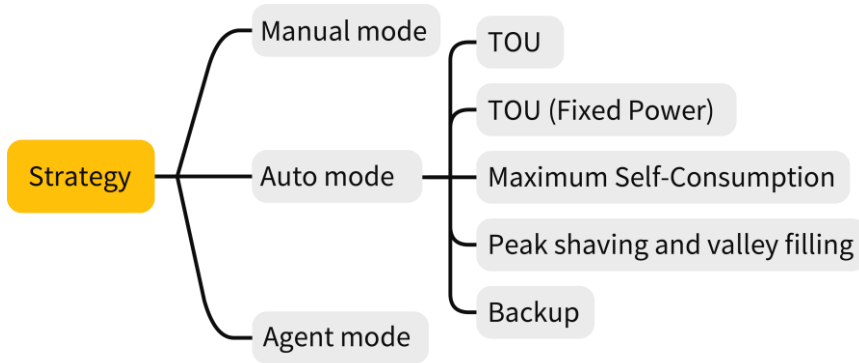 Strategy
Manual mode
Auto mode
Agent mode
TOU
TOU (Fixed Power)
Maximum Self-Consumption
Peak shaving and valley filling
Backup